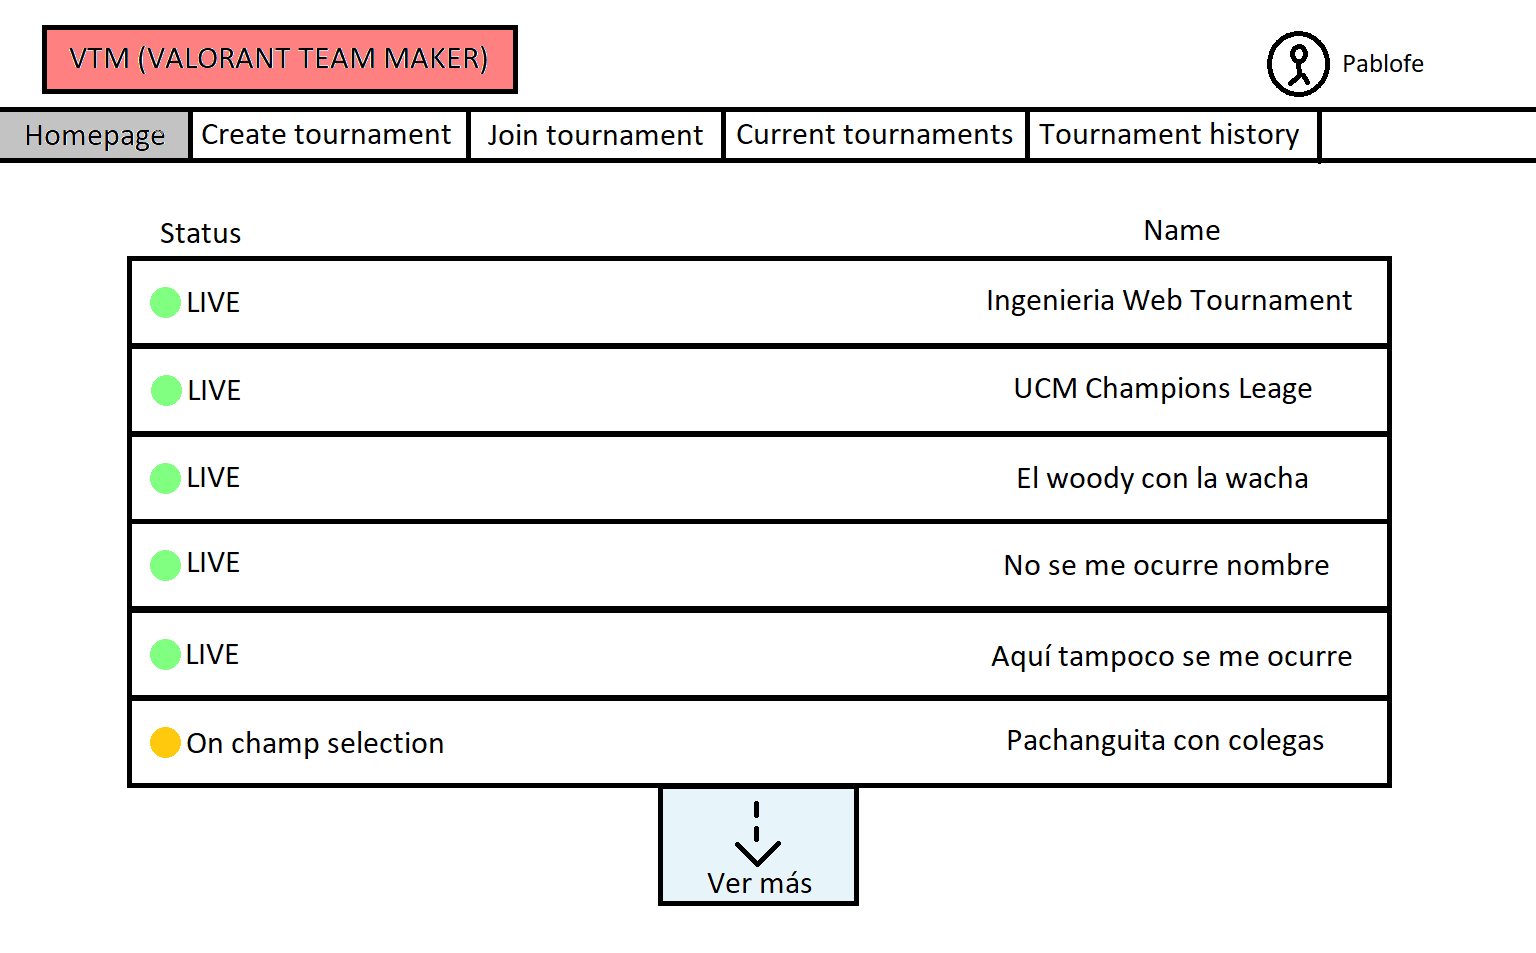 VTM (VALORANT TEAM MAKER)
Pablofe
Homepage Create tournament Join tournament Current tournaments Tournament history
Status Name
LIVE Ingenieria Web Tournament
LIVE UCM Champions Leage
LIVE El woody con la wacha
LIVE No se me ocurre nombre
LIVE Aquí tampoco se me ocurre
On champ selection Pachanguita con colegas
Ver más